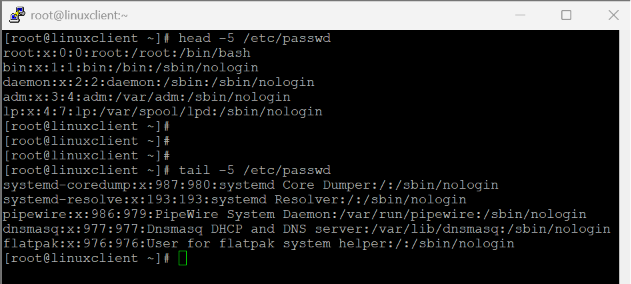 root@linuxclient:~
[root@linuxclient ~]# head -5 /etc/passwd
root:x:0:0:root:/root:/bin/bash
bin:x:1:1:bin:/bin:/sbin/nologin
daemon:x:2:2:daemon:/sbin:/sbin/nologin
adm:x:3:4:adm:/var/adm:/sbin/nologin
lp:x:4:7:lp:/var/spool/lpd:/sbin/nologin
[root@linuxclient ~]#
[root@linuxclient ~]#
[root@linuxclient ~]#
[root@linuxclient ~]# tail -5 /etc/passwd
systemd-coredump:x:987:980:systemd Core Dumper:/:/sbin/nologin
systemd-resolve:x:193:193:systemd Resolver:/:/sbin/nologin
pipewire:x:986:979:PipeWire System Daemon:/var/run/pipewire:/sbin/nologin
dnsmasq:x:977:977:Dnsmasq DHCP and DNS server:/var/lib/dnsmasq:/sbin/nologin
flatpak:x:976:976:User for flatpak system helper:/:/sbin/nologin
[root@linuxclient ~]#